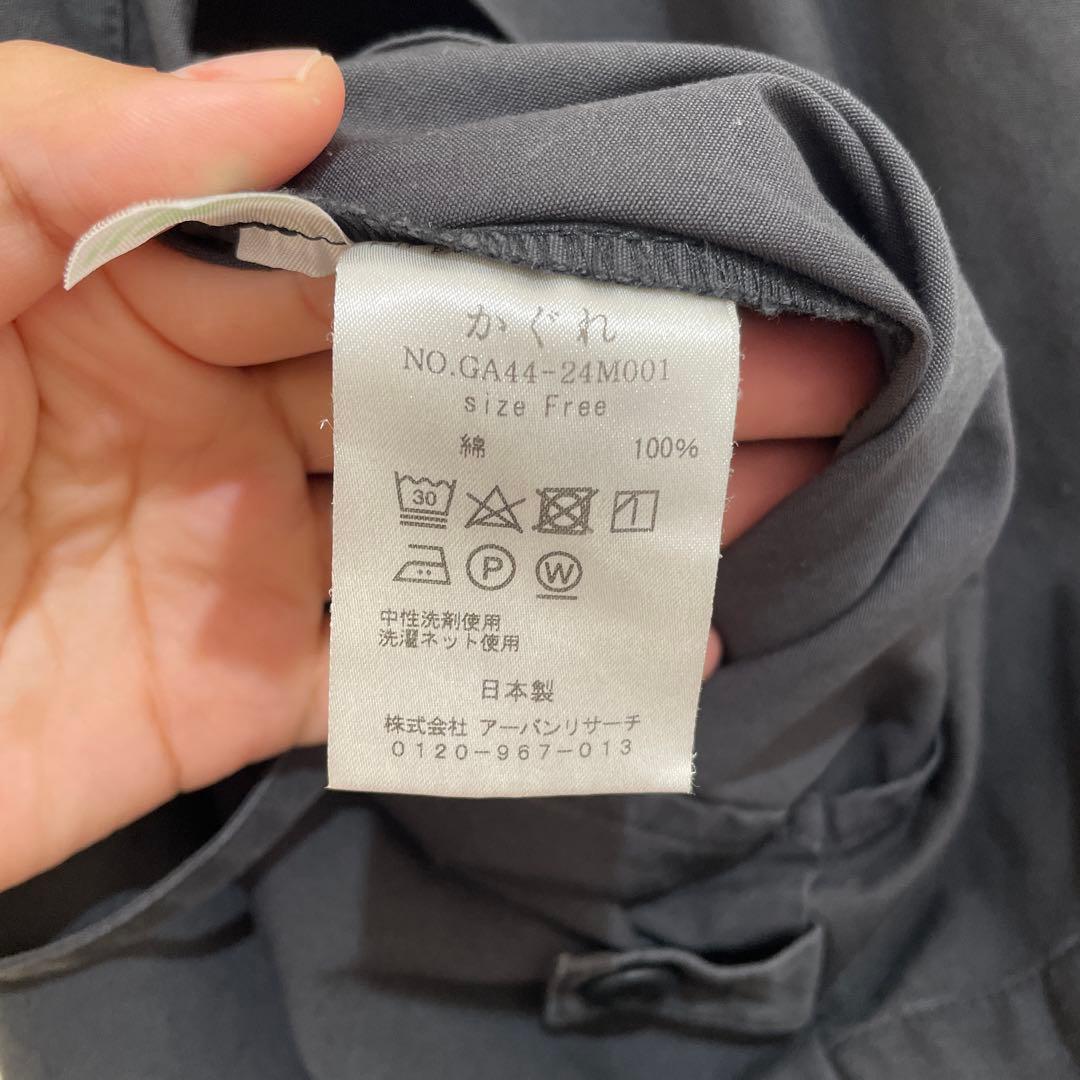 かぐれ
NO.GA44-24M001
size Free
綿 100%
30
P W
中性洗剤使用
洗濯ネット使用
日本製
株式会社 アーバンリサーチ
0120-967-013